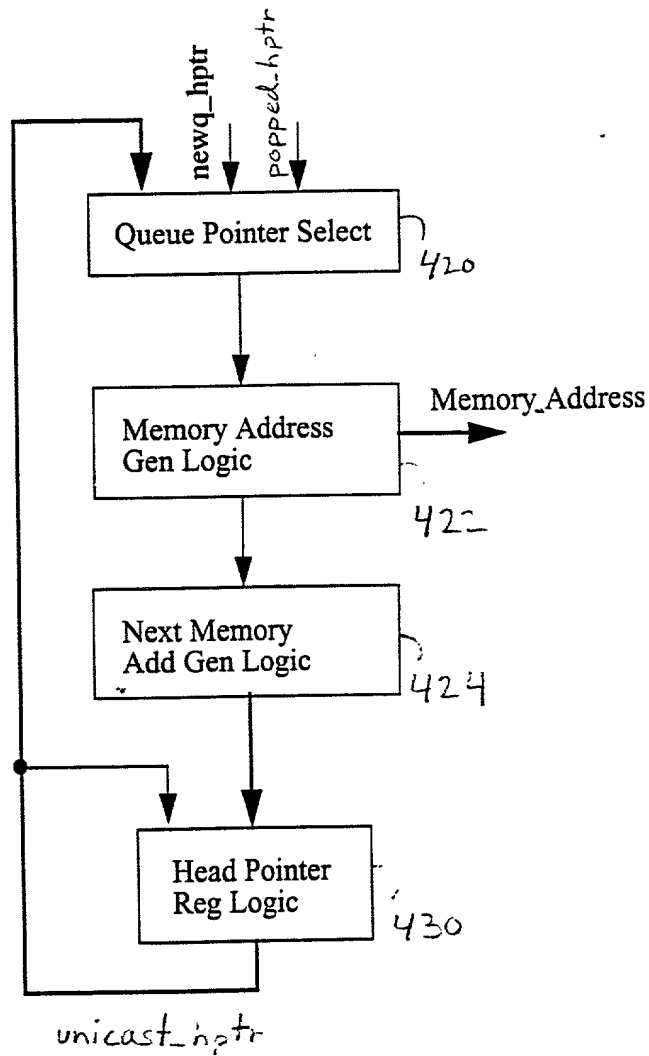 newq_hptr
popped_hptr
Queue Pointer Select
420
Memory_Address
Memory Address
Gen Logic
422
Next Memory
Add Gen Logic
424
Head Pointer
Reg Logic
430
unicast_hptr